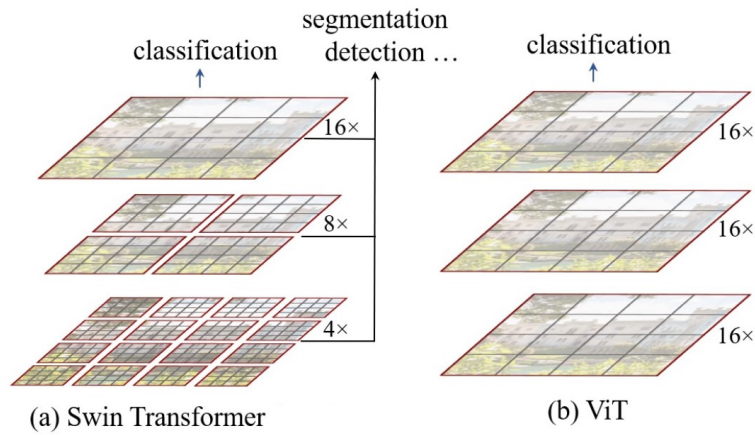 segmentation
detection ...
classification
16×
8×
4×
(a) Swin Transformer
classification
16×
16×
16×
(b) ViT